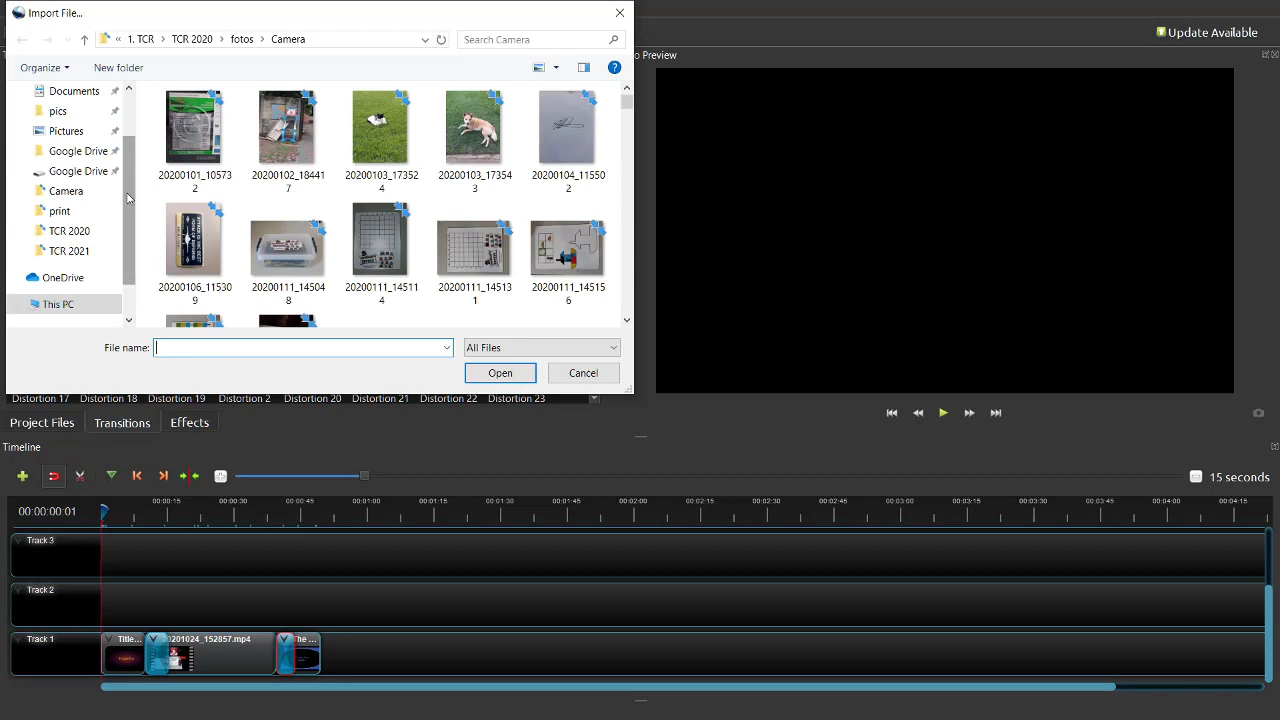 Import File...
« 1. TCR > TCR 2020 > fotos > Camera
Search Camera
Organize
New folder
Update Available
Documents
pics
Pictures
Google Drive
Google Drive
Camera
print
TCR 2020
TCR 2021
OneDrive
This PC
20200101_10573
2
20200102_18441
7
20200103_17352
4
20200103_17354
3
20200104_11550
2
20200106_11530
9
20200111_14504
8
20200111_14511
4
20200111_14513
1
20200111_14515
6
File name:
All Files
Open
Cancel
o Preview
Distortion 17
Distortion 18
Distortion 19
Distortion 2
Distortion 20
Distortion 21
Distortion 22
Distortion 23
Project Files
Transitions
Effects
Timeline
15 seconds
00:00:00:01
00:00:15
00:00:30
00:00:45
00:01:00
00:01:15
00:01:30
00:01:45
00:02:00
00:02:15
00:02:30
00:02:45
00:03:00
00:03:15
00:03:30
00:03:45
00:04:00
00:04:15
Track 3
Track 2
Track 1
Title...
20201024_152857.mp4
The ...